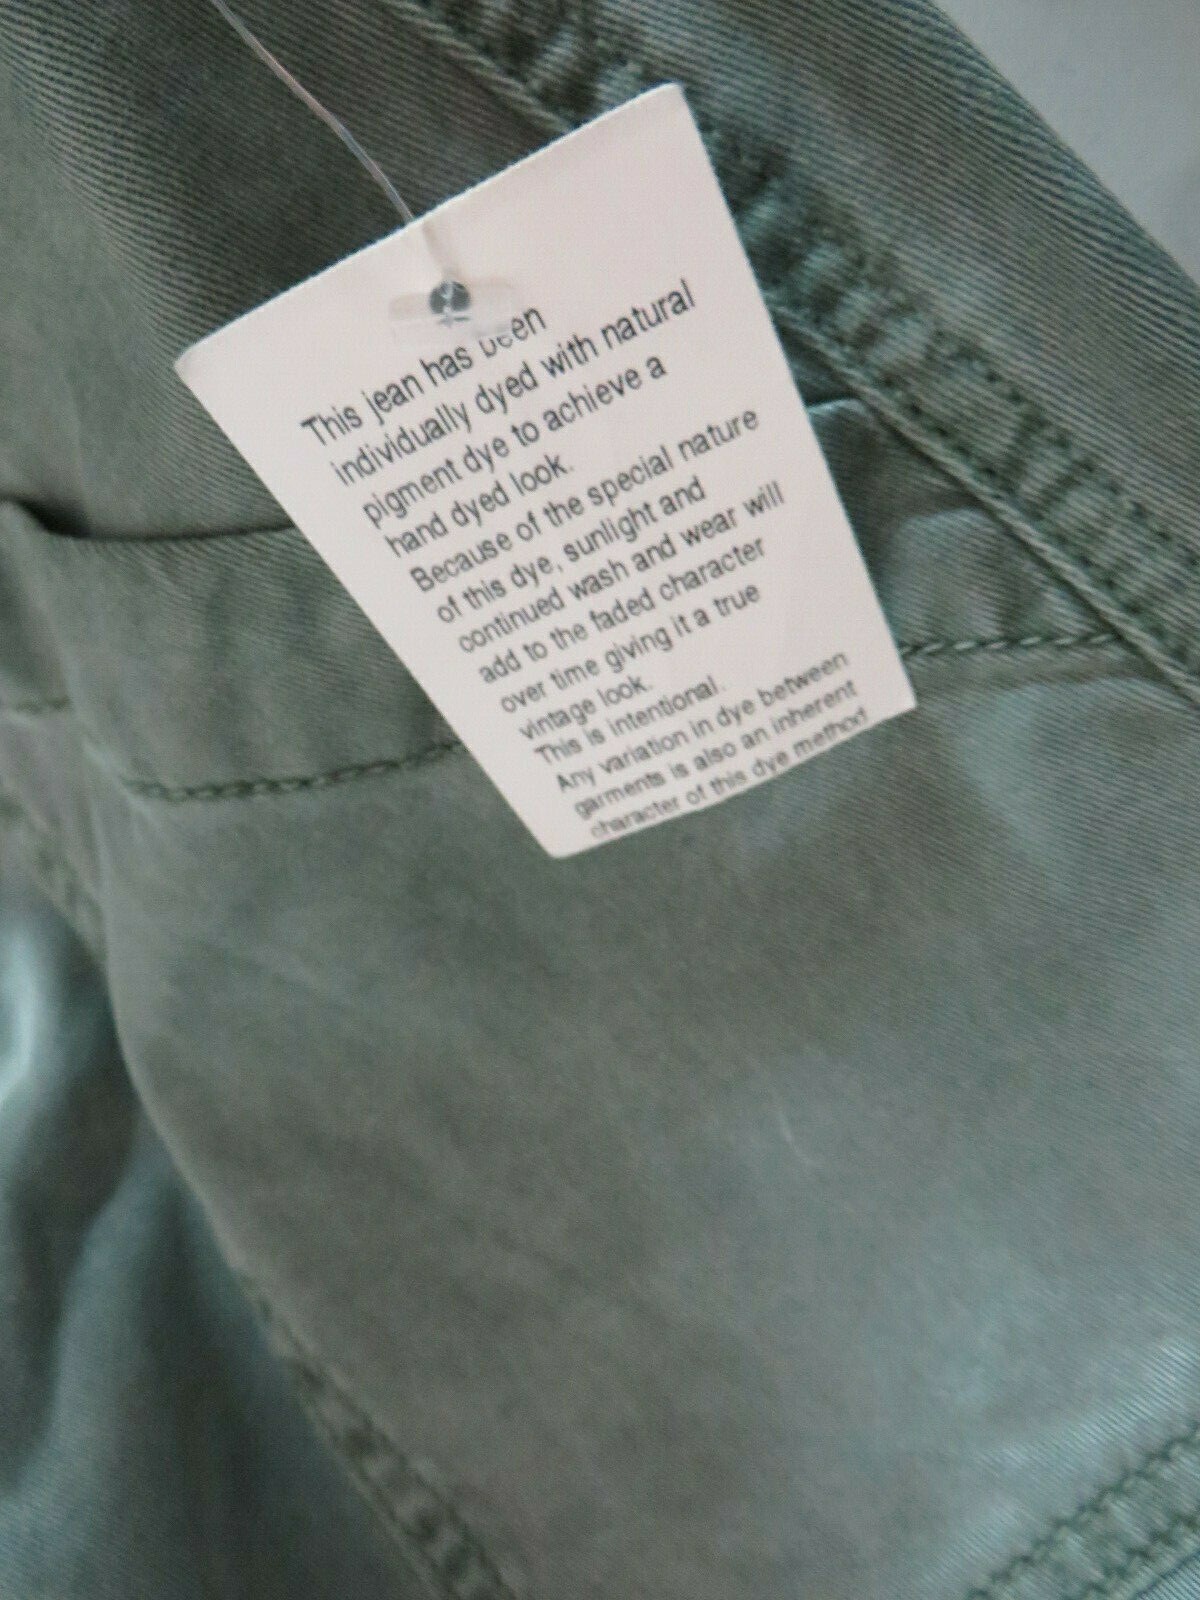 This jean has been
individually dyed with natural
pigment dye to achieve a
hand dyed look.
Because of the special nature
of this dye, sunlight and
continued wash and wear will
add to the faded character
over time giving it a true
vintage look.
This is intentional.
Any variation in dye between
garments is also an inherent
character of this dye method